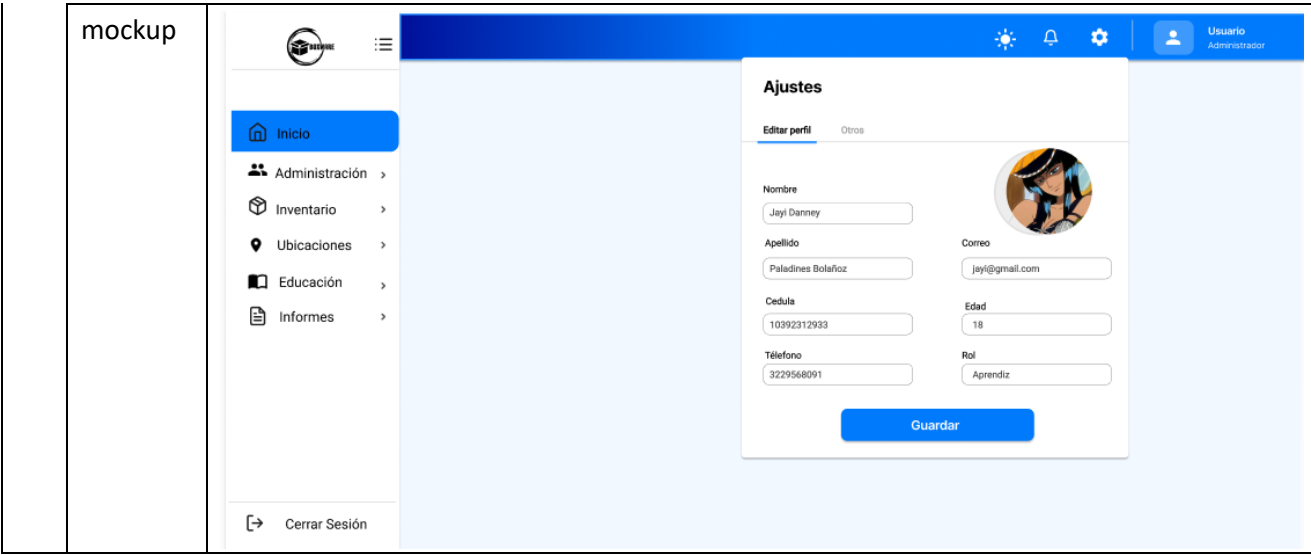 mockup
BOXWARE
Usuario
Administrador
Inicio
Administración
Inventario
Ubicaciones
Educación
Informes
Cerrar Sesión
Ajustes
Editar perfil Otros
Nombre
Jayi Danney
Apellido Correo
Paladines Bolañoz jayi@gmail.com
Cedula Edad
10392312933 18
Télefono Rol
3229568091 Aprendiz
Guardar